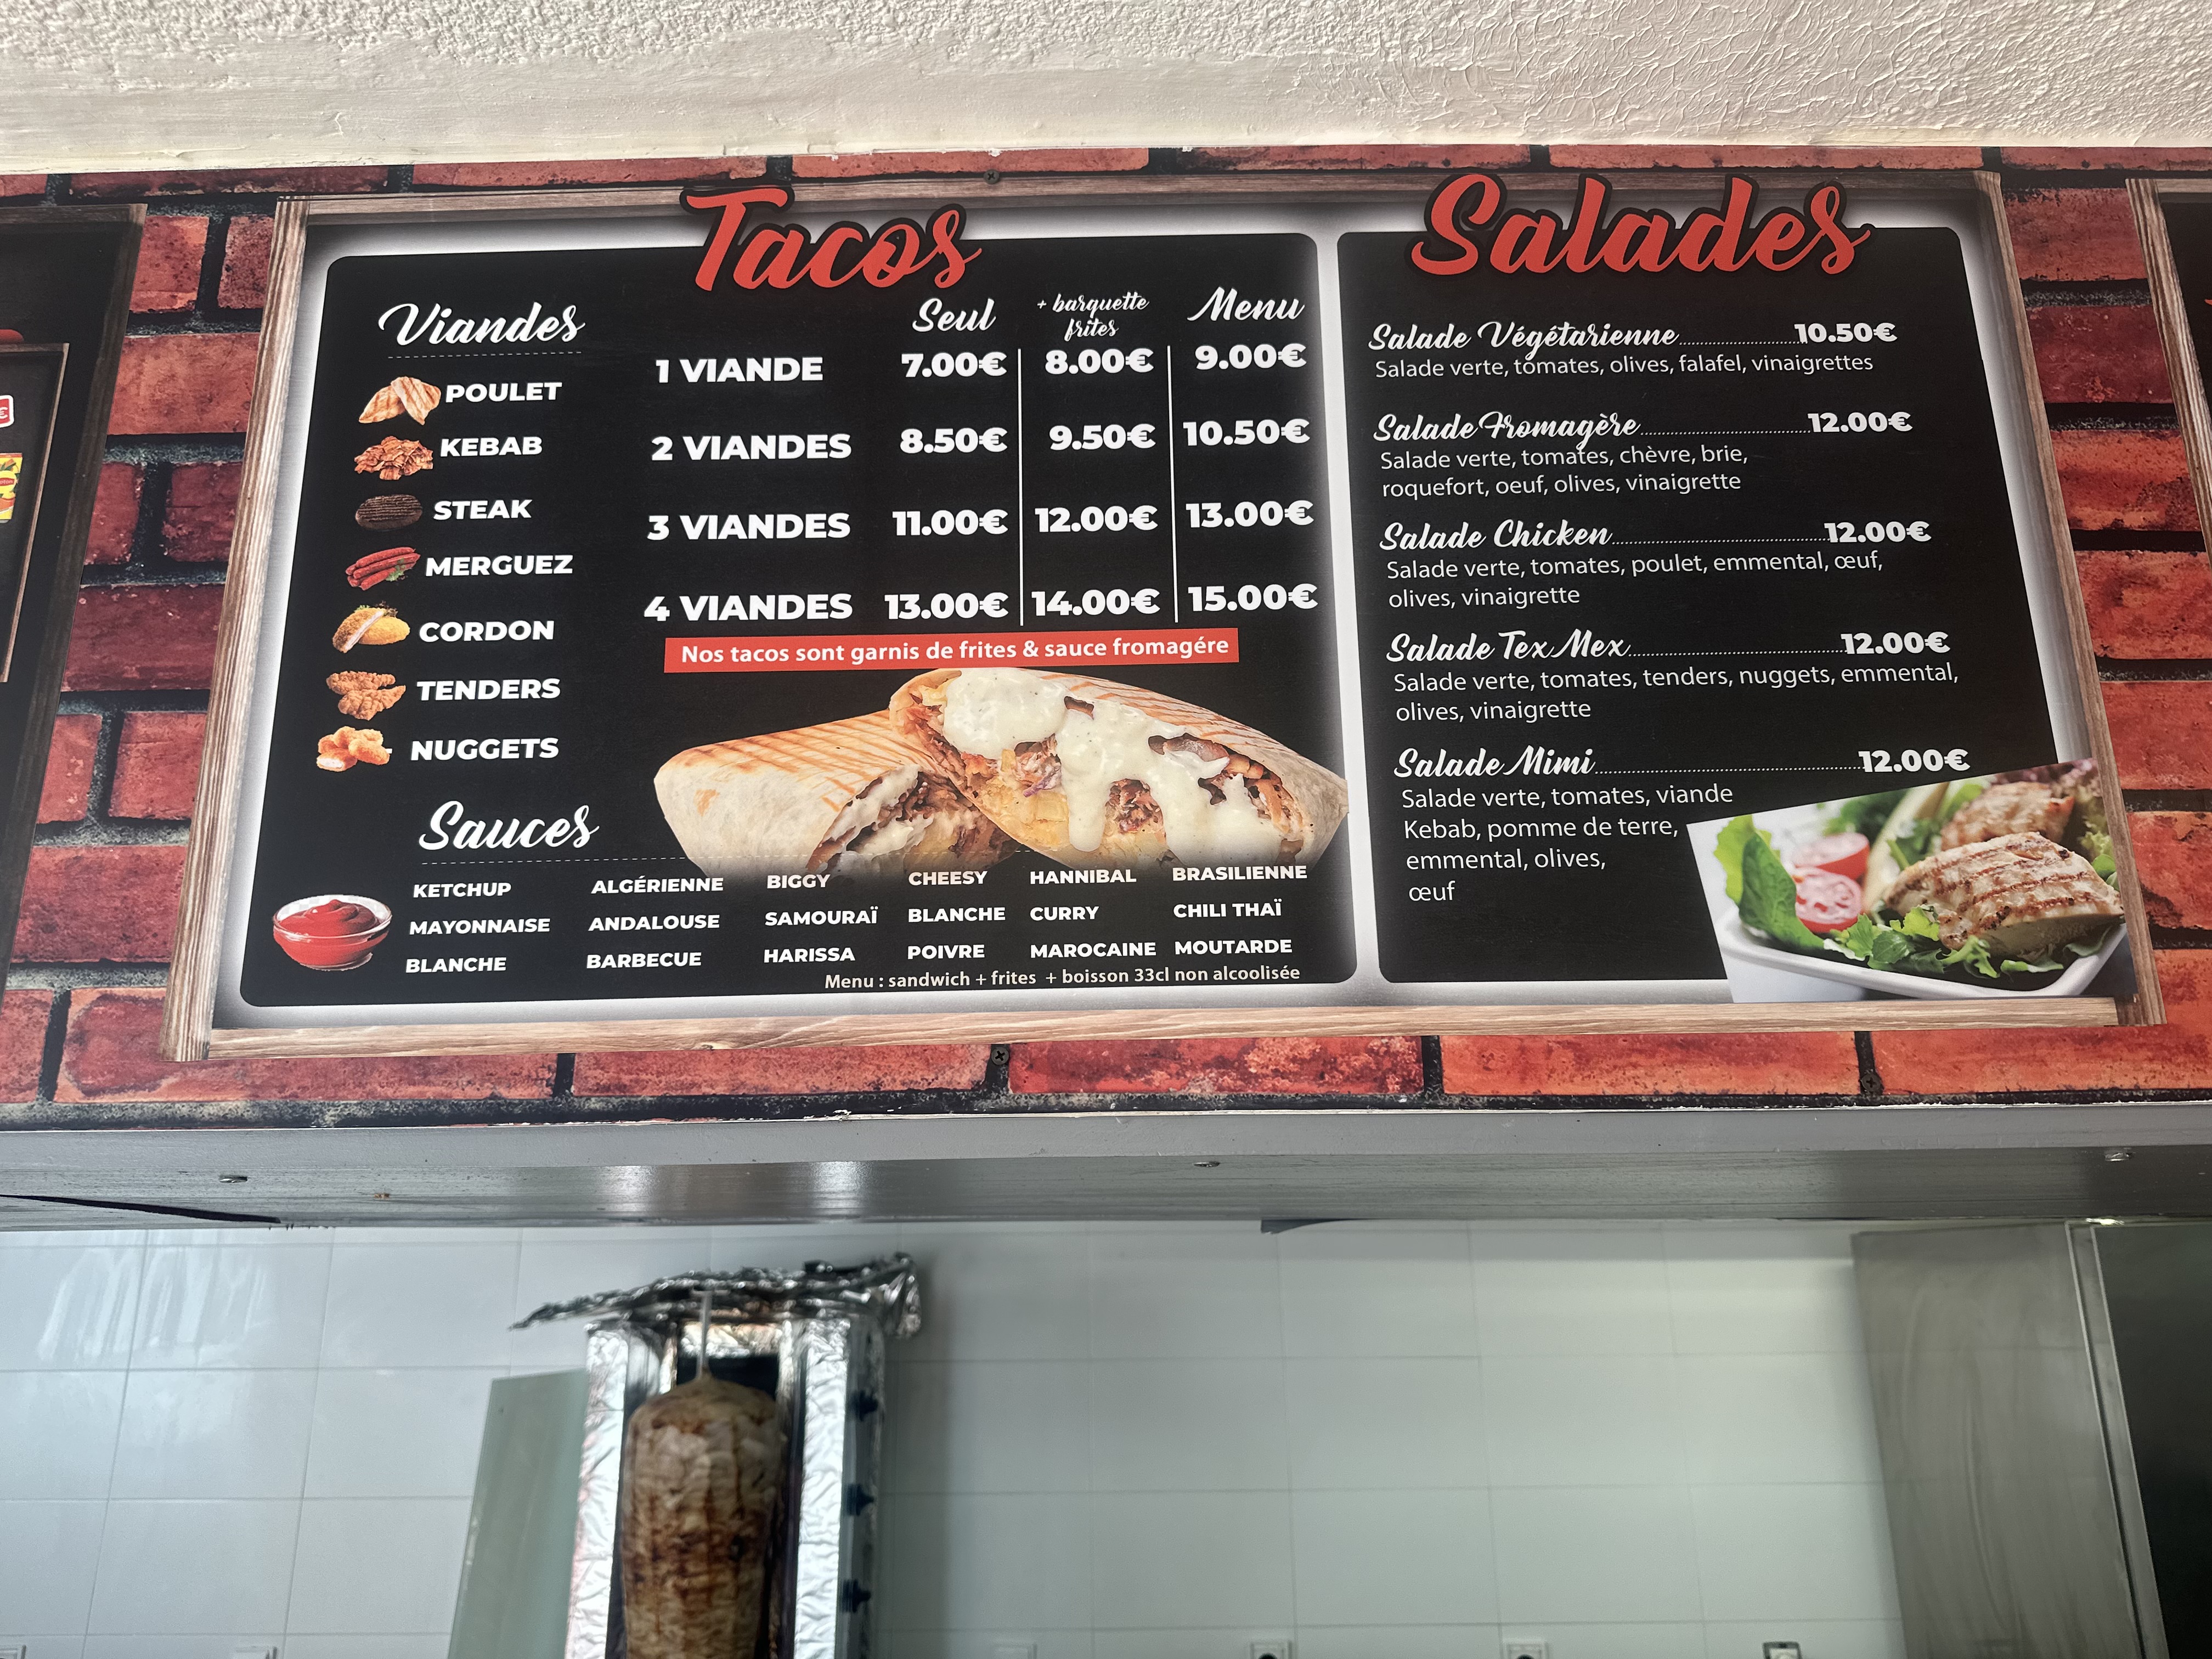 Tacos
Viandes
Seul
+ barquette
frites
Menu
1 VIANDE 7.00€ 8.00€ 9.00€
2 VIANDES 8.50€ 9.50€ 10.50€
3 VIANDES 11.00€ 12.00€ 13.00€
4 VIANDES 13.00€ 14.00€ 15.00€
POULET
KEBAB
STEAK
MERGUEZ
CORDON
TENDERS
NUGGETS
Nos tacos sont garnis de frites & sauce fromagére
Sauces
KETCHUP ALGÉRIENNE BIGGY CHEESY HANNIBAL BRASILIENNE
MAYONNAISE ANDALOUSE SAMOURAÏ BLANCHE CURRY CHILI THAÏ
BLANCHE BARBECUE HARISSA POIVRE MAROCAINE MOUTARDE
Menu : sandwich + frites + boisson 33cl non alcoolisée
Salades
Salade Végétarienne 10.50€
Salade verte, tomates, olives, falafel, vinaigrettes
Salade Fromagère 12.00€
Salade verte, tomates, chèvre, brie,
roquefort, oeuf, olives, vinaigrette
Salade Chicken 12.00€
Salade verte, tomates, poulet, emmental, œuf,
olives, vinaigrette
Salade Tex Mex 12.00€
Salade verte, tomates, tenders, nuggets, emmental,
olives, vinaigrette
Salade Mimi 12.00€
Salade verte, tomates, viande
Kebab, pomme de terre,
emmental, olives,
œuf